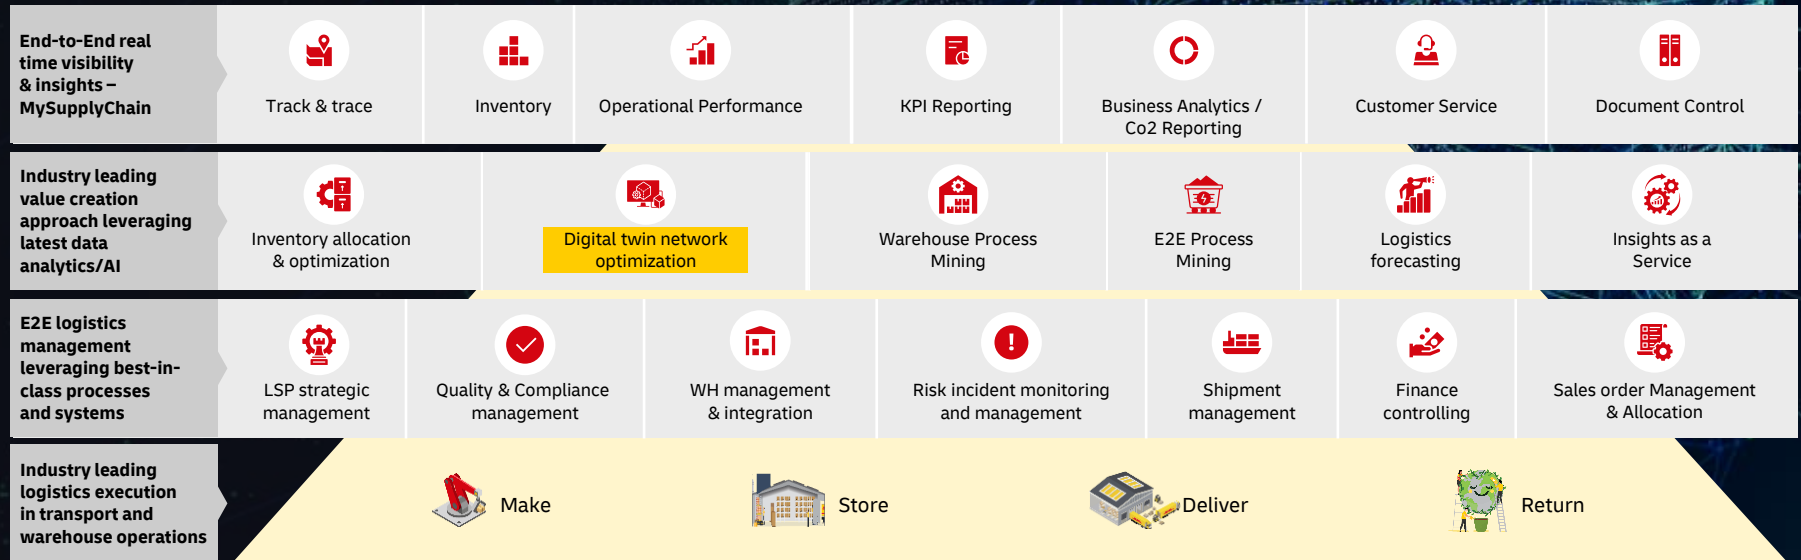 End-to-End real
time visibility
& insights –
MySupplyChain
Track & trace
Inventory
Operational Performance
KPI Reporting
Business Analytics /
Co2 Reporting
Customer Service
Document Control
Industry leading
value creation
approach leveraging
latest data
analytics/AI
Inventory allocation
& optimization
Digital twin network
optimization
Warehouse Process
Mining
E2E Process
Mining
Logistics
forecasting
Insights as a
Service
E2E logistics
management
leveraging best-in-
class processes
and systems
LSP strategic
management
Quality & Compliance
management
WH management
& integration
Risk incident monitoring
and management
Shipment
management
Finance
controlling
Sales order Management
& Allocation
Industry leading
logistics execution
in transport and
warehouse operations
Make
Store
Deliver
Return